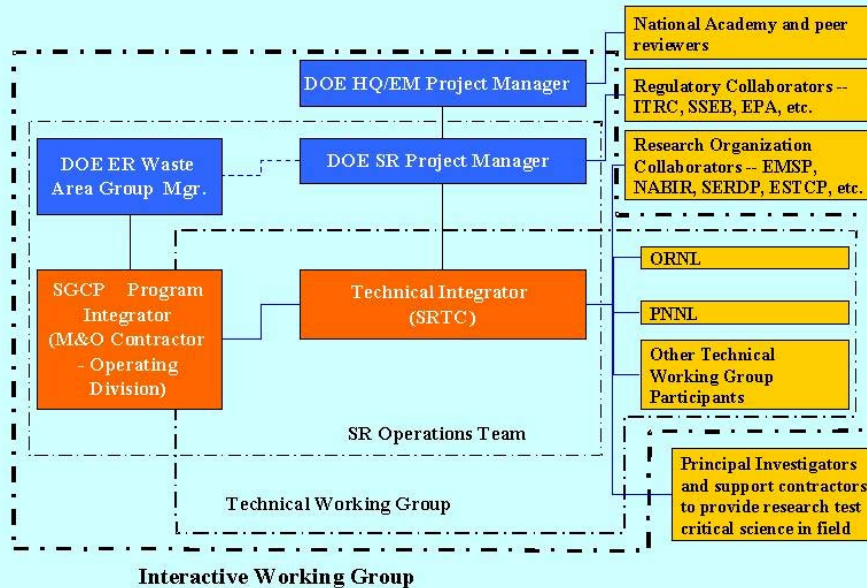 National Academy and peer
reviewers
DOE HQ/EM Project Manager
Regulatory Collaborators --
ITRC, SSEB, EPA, etc.
DOE ER Waste
Area Group Mgr.
DOE SR Project Manager
Research Organization
Collaborators -- EMSP,
NABIR, SERDP, ESTCP, etc.
SGCP Program
Integrator
(M&O Contractor
- Operating
Division)
Technical Integrator
(SRTC)
ORNL
PNNL
Other Technical
Working Group
Participants
SR Operations Team
Technical Working Group
Principal Investigators
and support contractors
to provide research test
critical science in field
Interactive Working Group